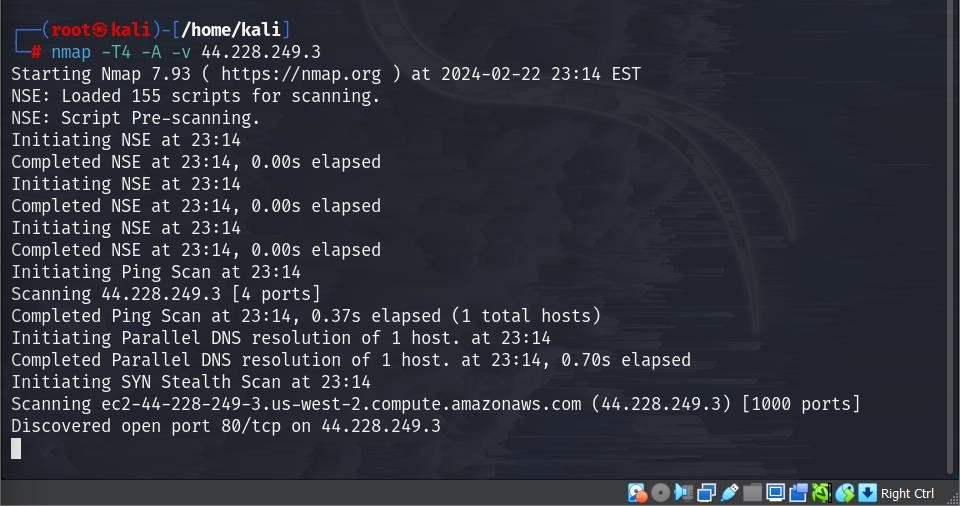 ┌──(root㉿kali)-[/home/kali]
└─# nmap -T4 -A -v 44.228.249.3
Starting Nmap 7.93 ( https://nmap.org ) at 2024-02-22 23:14 EST
NSE: Loaded 155 scripts for scanning.
NSE: Script Pre-scanning.
Initiating NSE at 23:14
Completed NSE at 23:14, 0.00s elapsed
Initiating NSE at 23:14
Completed NSE at 23:14, 0.00s elapsed
Initiating NSE at 23:14
Completed NSE at 23:14, 0.00s elapsed
Initiating Ping Scan at 23:14
Scanning 44.228.249.3 [4 ports]
Completed Ping Scan at 23:14, 0.37s elapsed (1 total hosts)
Initiating Parallel DNS resolution of 1 host. at 23:14
Completed Parallel DNS resolution of 1 host. at 23:14, 0.70s elapsed
Initiating SYN Stealth Scan at 23:14
Scanning ec2-44-228-249-3.us-west-2.compute.amazonaws.com (44.228.249.3) [1000 ports]
Discovered open port 80/tcp on 44.228.249.3
Right Ctrl